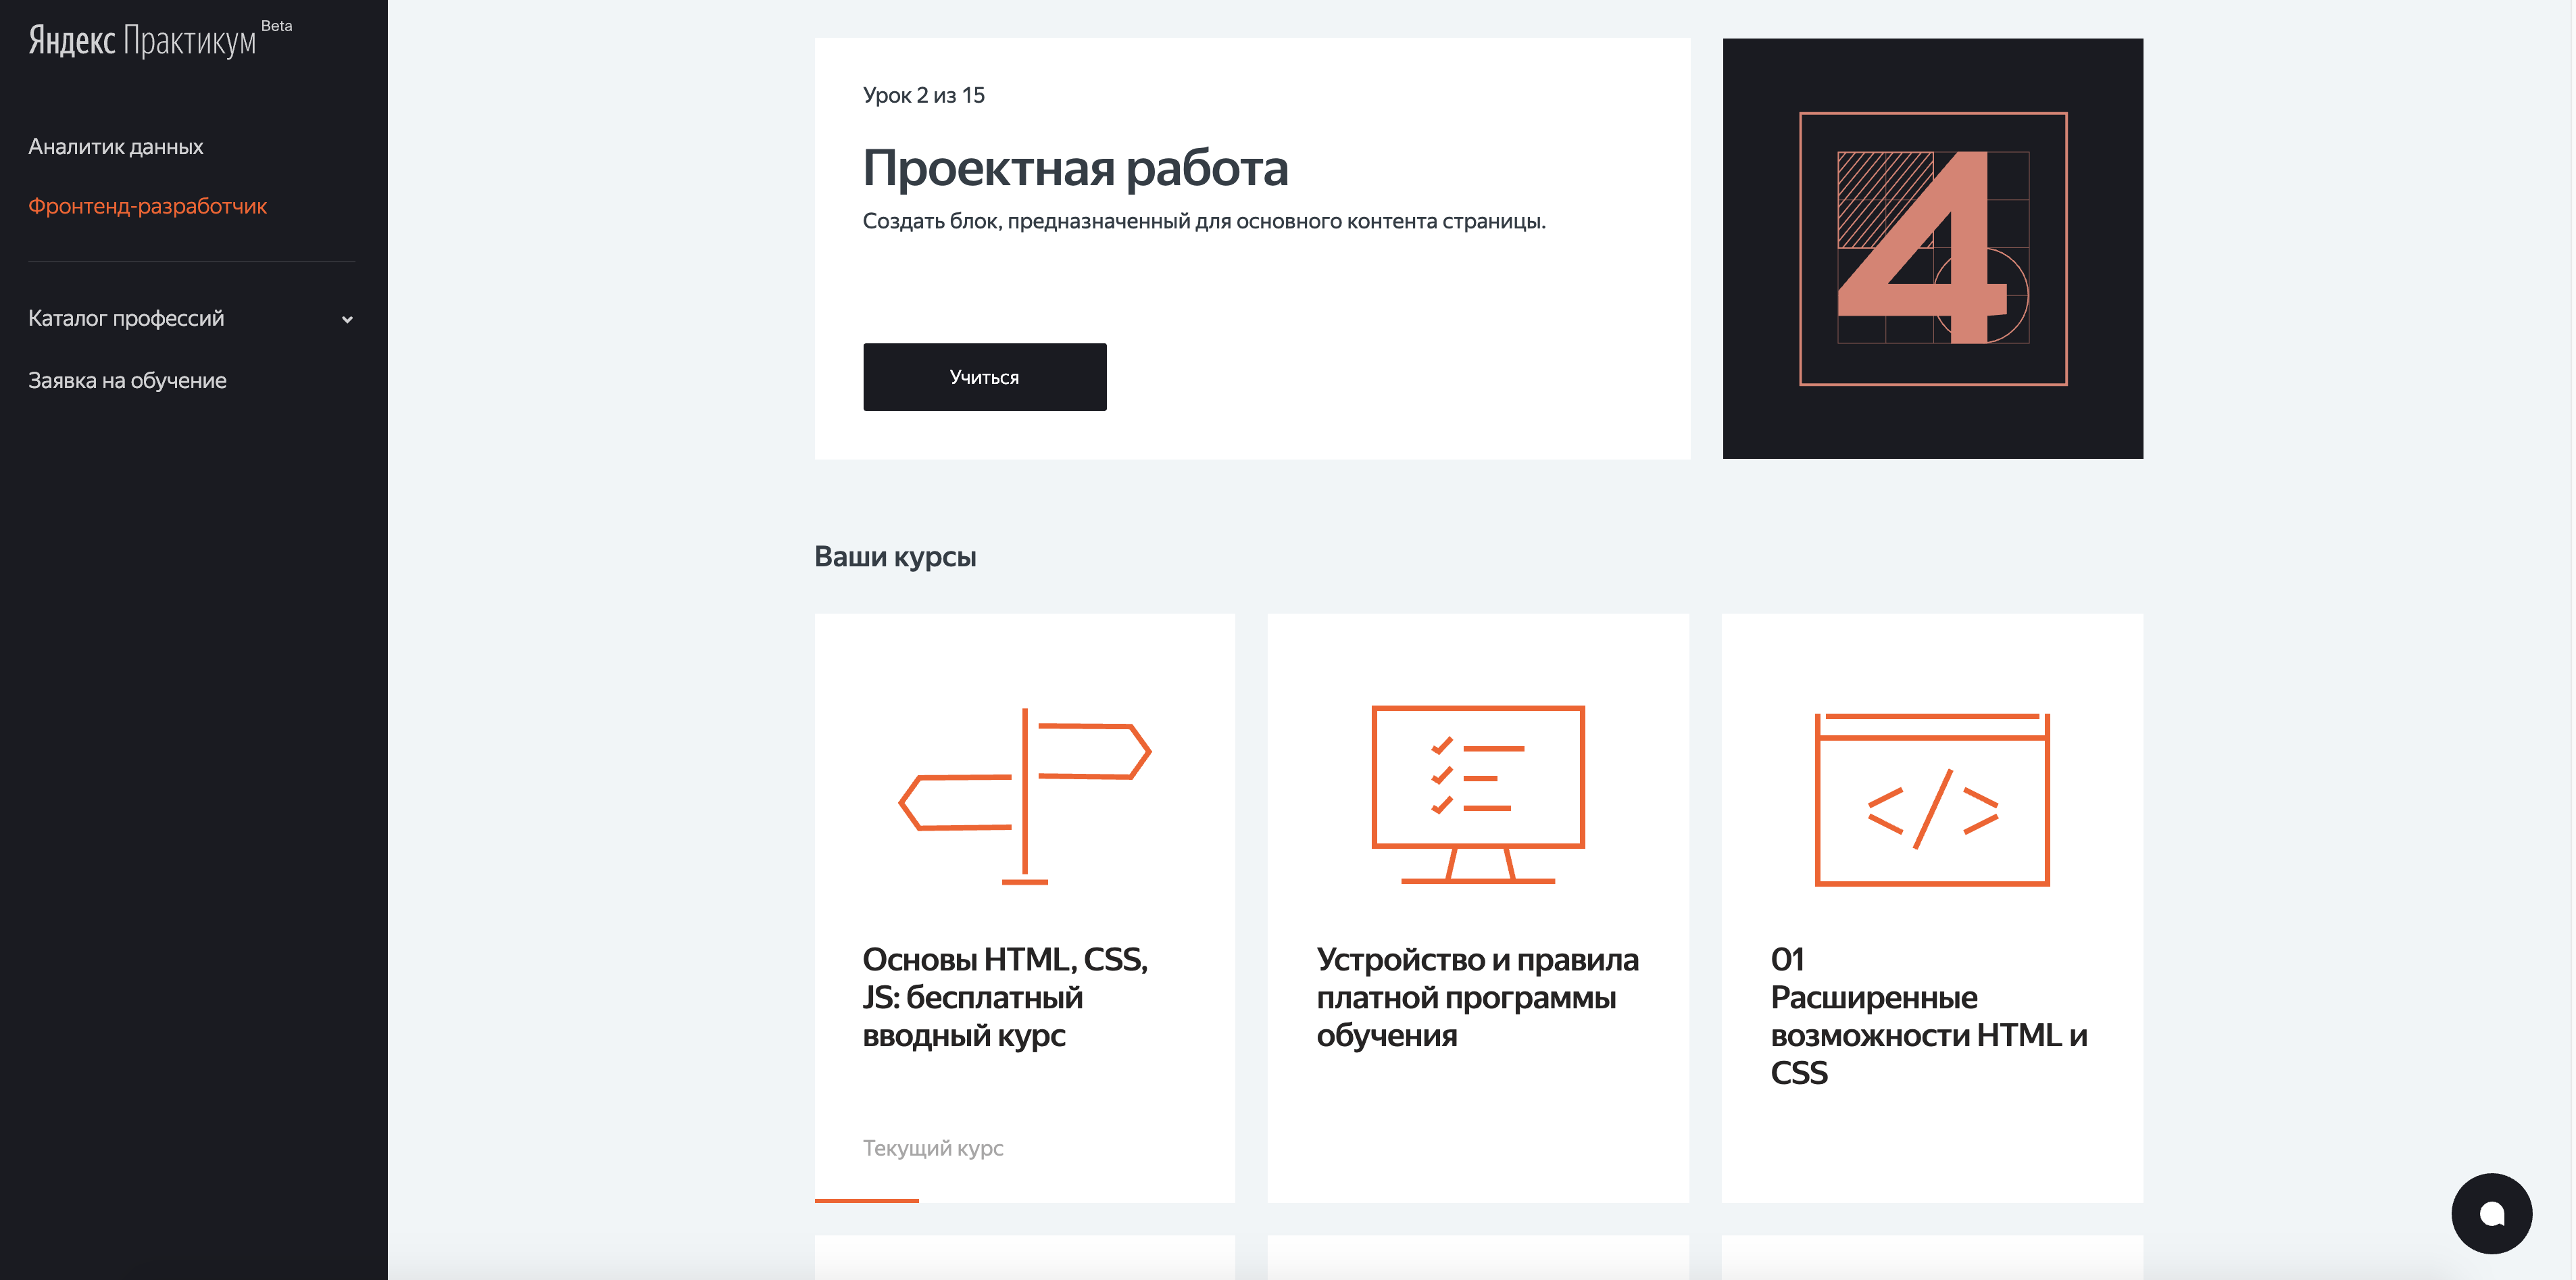 Яндекс Практикум Beta
Аналитик данных
Фронтенд-разработчик
Каталог профессий
Заявка на обучение
Урок 2 из 15
Проектная работа
Создать блок, предназначенный для основного контента страницы.
Учиться
4
Ваши курсы
Основы HTML, CSS,
JS: бесплатный
вводный курс
Текущий курс
Устройство и правила
платной программы
обучения
</>
01
Расширенные
возможности HTML и
CSS